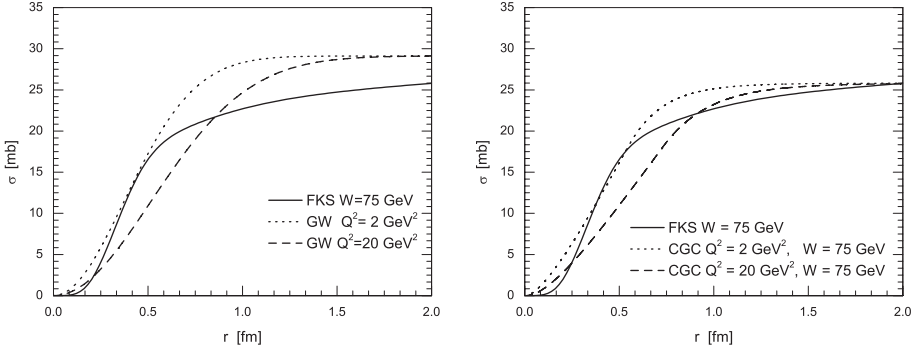 35
30
25
20
15
10
5
0
σ [mb]
FKS W=75 GeV
GW Q²= 2 GeV²
GW Q²=20 GeV²
0.0 0.5 1.0 1.5 2.0
r [fm]
35
30
25
20
15
10
5
0
σ [mb]
FKS W = 75 GeV
CGC Q² = 2 GeV², W = 75 GeV
CGC Q² = 20 GeV², W = 75 GeV
0.0 0.5 1.0 1.5 2.0
r [fm]